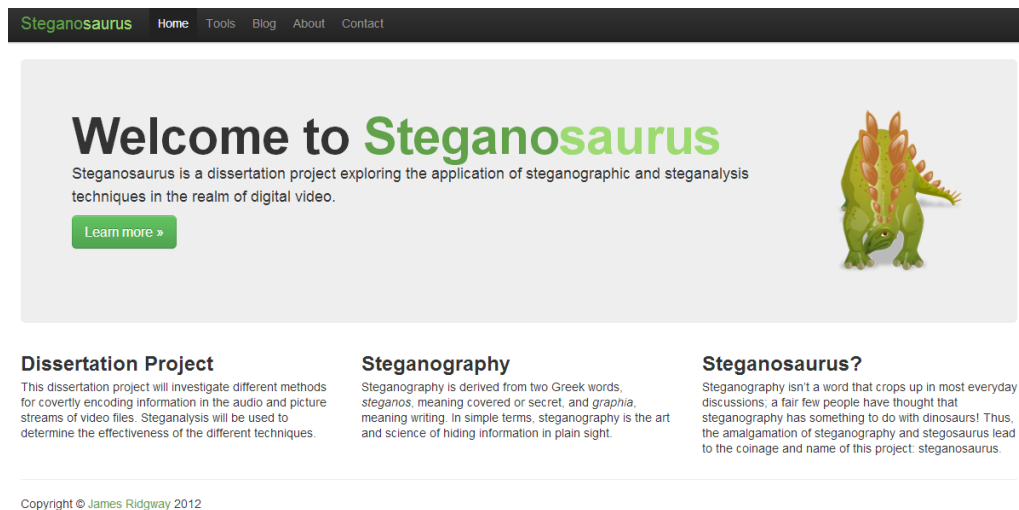 Steganosaurus Home Tools Blog About Contact
Welcome to Steganosaurus
Steganosaurus is a dissertation project exploring the application of steganographic and steganalysis
techniques in the realm of digital video.
Learn more »
Dissertation Project
This dissertation project will investigate different methods
for covertly encoding information in the audio and picture
streams of video files. Steganalysis will be used to
determine the effectiveness of the different techniques.
Steganography
Steganography is derived from two Greek words,
steganos, meaning covered or secret, and graphia,
meaning writing. In simple terms, steganography is the art
and science of hiding information in plain sight.
Steganosaurus?
Steganography isn't a word that crops up in most everyday
discussions; a fair few people have thought that
steganography has something to do with dinosaurs! Thus,
the amalgamation of steganography and stegosaurus lead
to the coinage and name of this project: steganosaurus.
Copyright © James Ridgway 2012